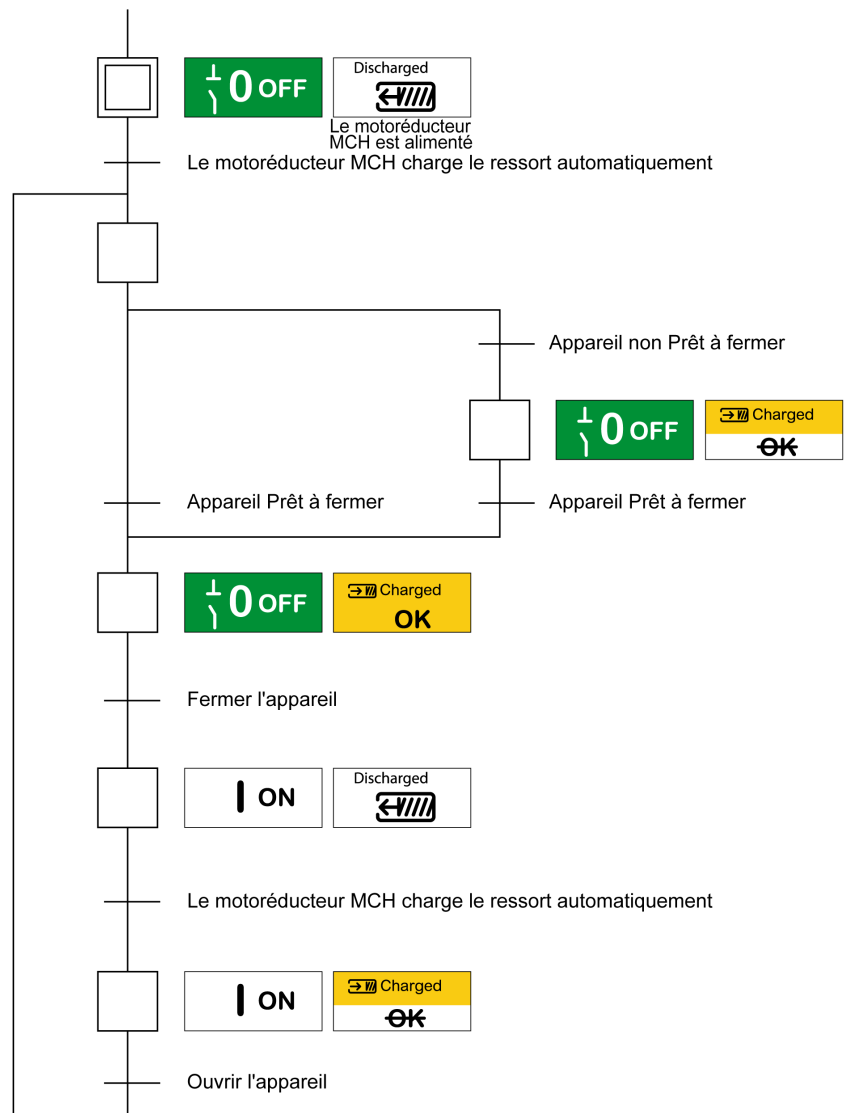 0 OFF
Discharged
Le motoréducteur
MCH est alimenté
Le motoréducteur MCH charge le ressort automatiquement
Appareil non Prêt à fermer
0 OFF
Charged
OK
Appareil Prêt à fermer
Appareil Prêt à fermer
0 OFF
Charged
OK
Fermer l'appareil
I ON
Discharged
Le motoréducteur MCH charge le ressort automatiquement
I ON
Charged
OK
Ouvrir l'appareil